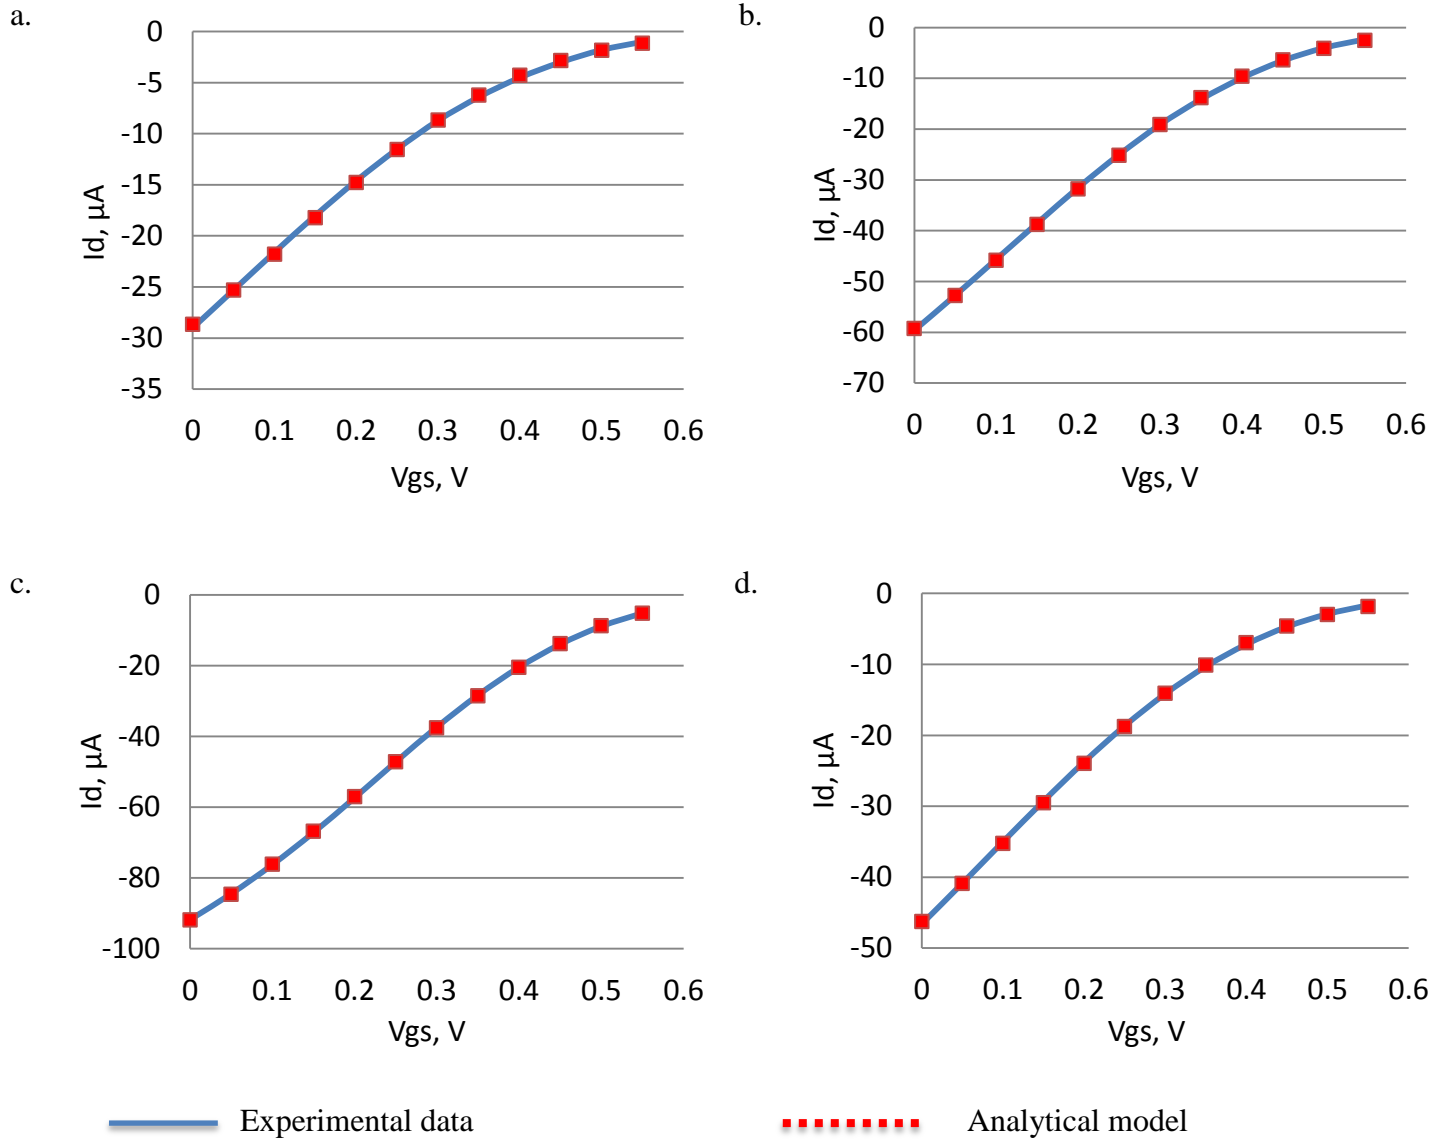 a.
0
-5
-10
-15
-20
-25
-30
-35
Id, µA
0 0.1 0.2 0.3 0.4 0.5 0.6
Vgs, V
b.
0
-10
-20
-30
-40
-50
-60
-70
Id, µA
0 0.1 0.2 0.3 0.4 0.5 0.6
Vgs, V
c.
0
-20
-40
-60
-80
-100
Id, µA
0 0.1 0.2 0.3 0.4 0.5 0.6
Vgs, V
d.
0
-10
-20
-30
-40
-50
Id, µA
0 0.1 0.2 0.3 0.4 0.5 0.6
Vgs, V
Experimental data
Analytical model